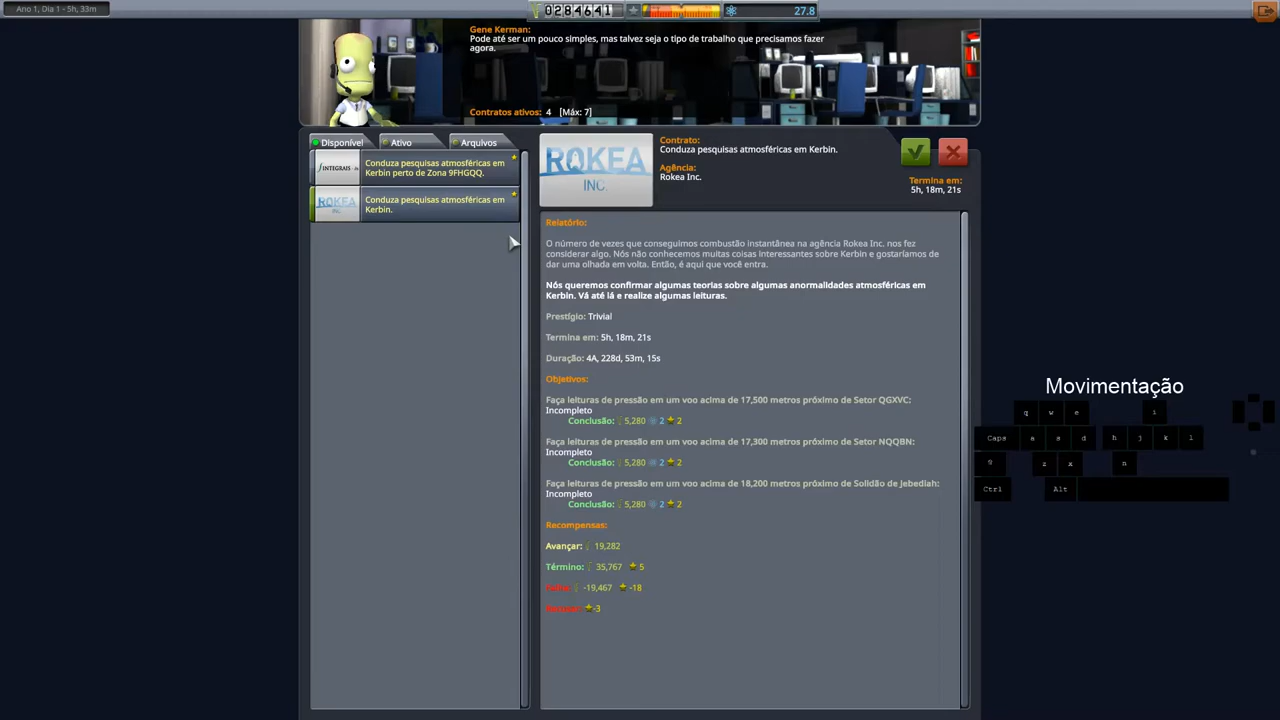 Ano 1, Dia 1 - 5h, 33m
0284641
27.8
Gene Kerman:
Pode até ser um pouco simples, mas talvez seja o tipo de trabalho que precisamos fazer
agora.
Contratos ativos: 4 [Máx: 7]
Disponível
Ativo
Arquivos
INTEGRAIS
Conduza pesquisas atmosféricas em
Kerbin perto de Zona 9FHGQQ.
ROKEA
INC.
Conduza pesquisas atmosféricas em
Kerbin.
ROKEA
INC.
Contrato:
Conduza pesquisas atmosféricas em Kerbin.
Agência:
Rokea Inc.
Termina em:
5h, 18m, 21s
Relatório:
O número de vezes que conseguimos combustão instantânea na agência Rokea Inc. nos fez
considerar algo. Nós não conhecemos muitas coisas interessantes sobre Kerbin e gostaríamos de
dar uma olhada em volta. Então, é aqui que você entra.
Nós queremos confirmar algumas teorias sobre algumas anormalidades atmosféricas em
Kerbin. Vá até lá e realize algumas leituras.
Prestígio: Trivial
Termina em: 5h, 18m, 21s
Duração: 4A, 228d, 53m, 15s
Objetivos:
Faça leituras de pressão em um voo acima de 17,500 metros próximo de Setor QGXVC:
Incompleto
Conclusão: 5,280 2 2
Faça leituras de pressão em um voo acima de 17,300 metros próximo de Setor NQQBN:
Incompleto
Conclusão: 5,280 2 2
Faça leituras de pressão em um voo acima de 18,200 metros próximo de Solidão de Jebediah:
Incompleto
Conclusão: 5,280 2 2
Recompensas:
Avançar: 19,282
Término: 35,767 5
-19,467 -18
-3
Movimentação
q w e i
Caps a s d h j k l
z x n
Ctrl Alt